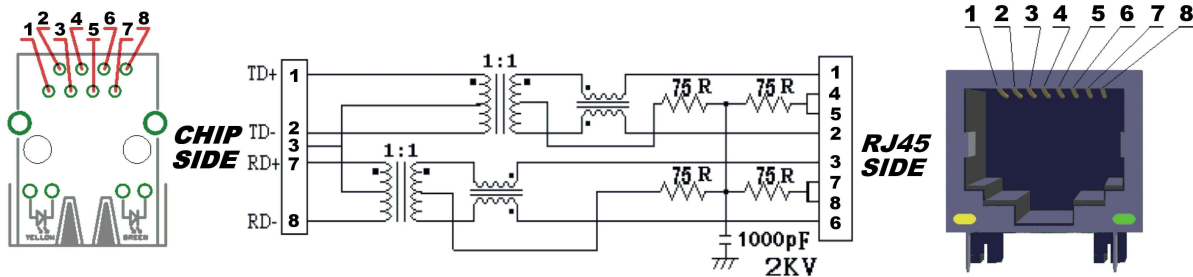 2 4 6 8
1 3 5 7
YELLOW
GREEN
CHIP
SIDE
TD+ 1
TD- 2
3
RD+ 7
RD- 8
1:1
1:1
75 R
75 R
75 R
75 R
1000pF
2KV
1
4
5
2
3
7
8
6
RJ45
SIDE
1 2 3 4 5 6 7 8